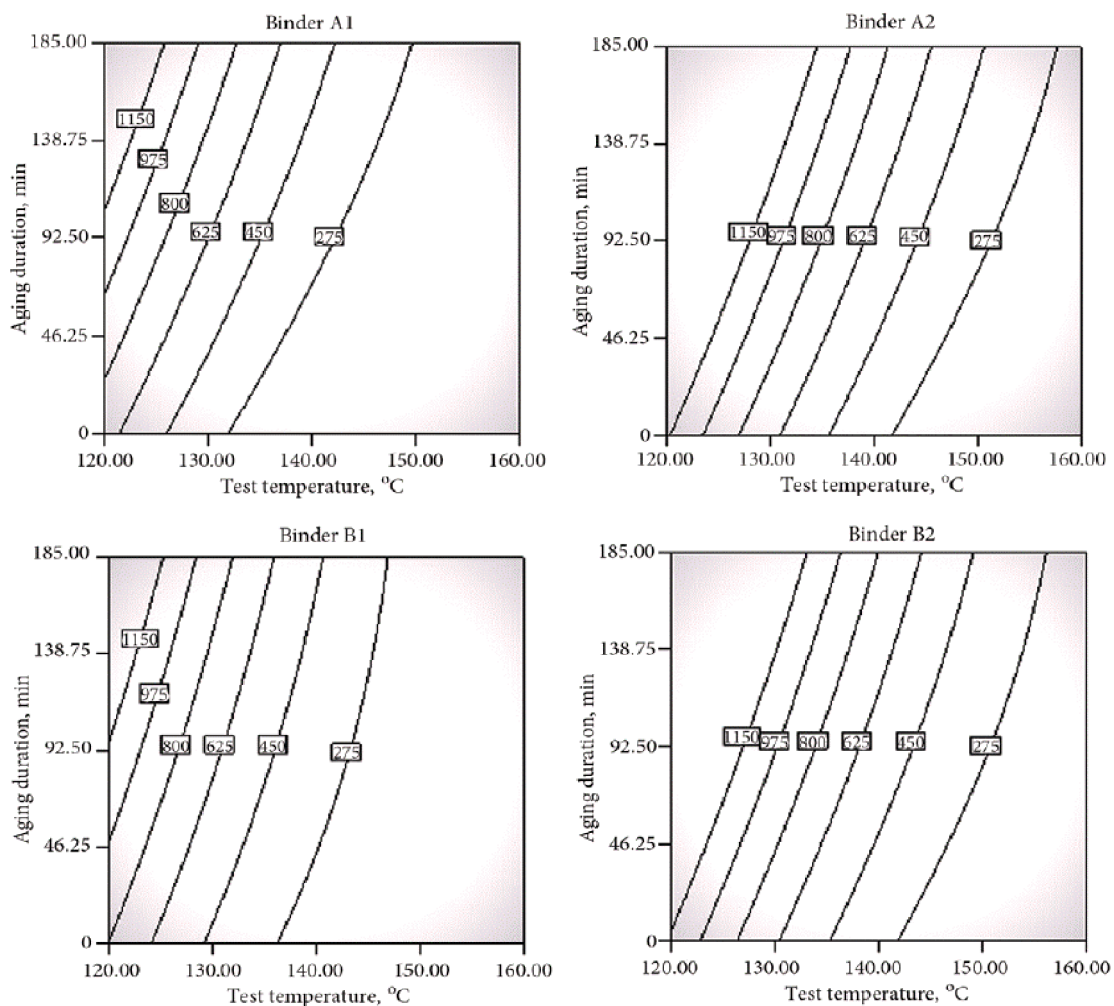 Binder A1
185.00
138.75
92.50
46.25
0
Aging duration, min
1150
975
800
625
450
275
120.00 130.00 140.00 150.00 160.00
Test temperature, °C
Binder A2
185.00
138.75
92.50
46.25
0
Aging duration, min
1150 975 800 625 450 275
120.00 130.00 140.00 150.00 160.00
Test temperature, °C
Binder B1
185.00
138.75
92.50
46.25
0
Aging duration, min
1150
975
800 625 450 275
120.00 130.00 140.00 150.00 160.00
Test temperature, °C
Binder B2
185.00
138.75
92.50
46.25
0
Aging duration, min
1150 975 800 625 450 275
120.00 130.00 140.00 150.00 160.00
Test temperature, °C